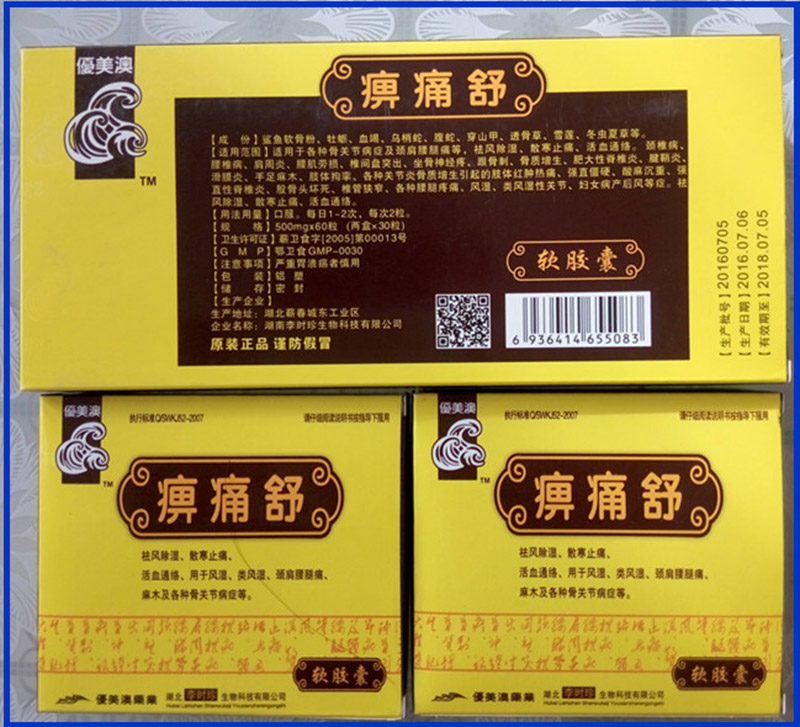 優美澳
TM
痹痛舒
【成 份】鲨鱼软骨粉、牡蛎、血竭、乌梢蛇、腹蛇、穿山甲、透骨草、雪莲、冬虫夏草等。
【适用范围】适用于各种骨关节病症及颈肩腰腿痛等，祛风除湿、散寒止痛、活血通络。颈椎病、
腰椎病、肩周炎、腰肌劳损、椎间盘突出、坐骨神经疼、跟骨刺、骨质增生、肥大性脊椎炎、腱鞘炎、
滑膜炎、手足麻木、肢体拘挛、各种关节炎骨质增生引起的肢体红肿热痛、强直僵硬、酸麻沉重、强
直性脊椎炎、股骨头坏死、椎管狭窄、各种腰腿疼痛、风湿、类风湿性关节、妇女病产后风等症。祛
风除湿、散寒止痛、活血通络。
【用法用量】口服。每日1~2次，每次2粒。
【规 格】500mg×60粒 (两盒×30粒)
【卫生许可证】蕲卫食字[2005]第00013号
【G M P】鄂卫食GMP-0030
【注意事项】严重胃溃疡者慎用
【包 装】铝 塑
【储 存】密 封
【生产企业】
生产地址：湖北蕲春城东工业区
企业名称：湖南李时珍生物科技有限公司
原装正品 谨防假冒
软胶囊
6 936414 655083
【生产批号】20160705
【生产日期】2016.07.06
【有效期至】2018.07.05
優美澳
TM
执行标准Q/SWKJ52-2007
请仔细阅读说明书按指导下服用
痹痛舒
祛风除湿、散寒止痛、
活血通络、用于风湿、类风湿、颈肩腰腿痛、
麻木及各种骨关节病症等。
软胶囊
優美澳藥業
湖北李时珍生物科技有限公司
優美澳
TM
执行标准Q/SWKJ52-2007
请仔细阅读说明书按指导下服用
痹痛舒
祛风除湿、散寒止痛、
活血通络、用于风湿、类风湿、颈肩腰腿痛、
麻木及各种骨关节病症等。
软胶囊
優美澳藥業
湖北李时珍生物科技有限公司